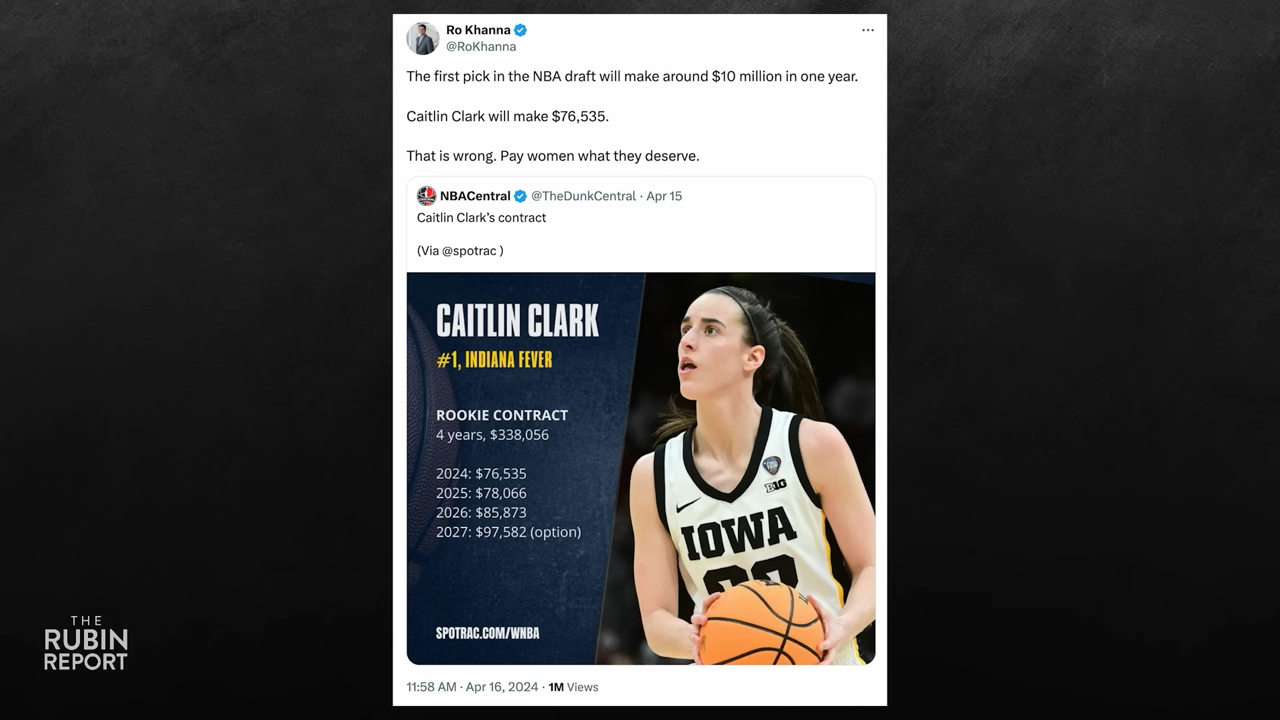 Ro Khanna
@RoKhanna
The first pick in the NBA draft will make around $10 million in one year.
Caitlin Clark will make $76,535.
That is wrong. Pay women what they deserve.
NBACentral @TheDunkCentral · Apr 15
Caitlin Clark’s contract
(Via @spotrac )
CAITLIN CLARK
#1, INDIANA FEVER
ROOKIE CONTRACT
4 years, $338,056
2024: $76,535
2025: $78,066
2026: $85,873
2027: $97,582 (option)
SPOTRAC.COM/WNBA
B1G
IOWA
11:58 AM · Apr 16, 2024 · 1M Views
THE
RUBIN
REPORT